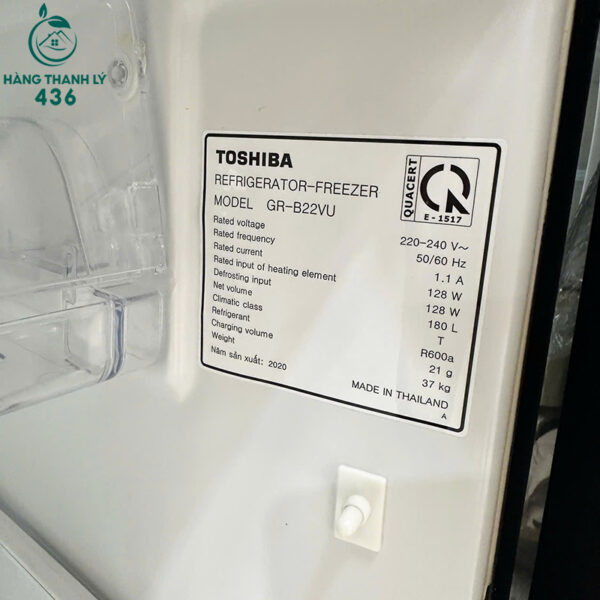 HÀNG THANH LÝ
436
TOSHIBA
REFRIGERATOR-FREEZER
MODEL GR-B22VU
QUACERT
E - 1517
Rated voltage 220-240 V~
Rated frequency 50/60 Hz
Rated current 1.1 A
Rated input of heating element 128 W
Defrosting input 128 W
Net volume 180 L
Climatic class T
Refrigerant R600a
Charging volume 21 g
Weight 37 kg
Năm sản xuất: 2020
MADE IN THAILAND
A